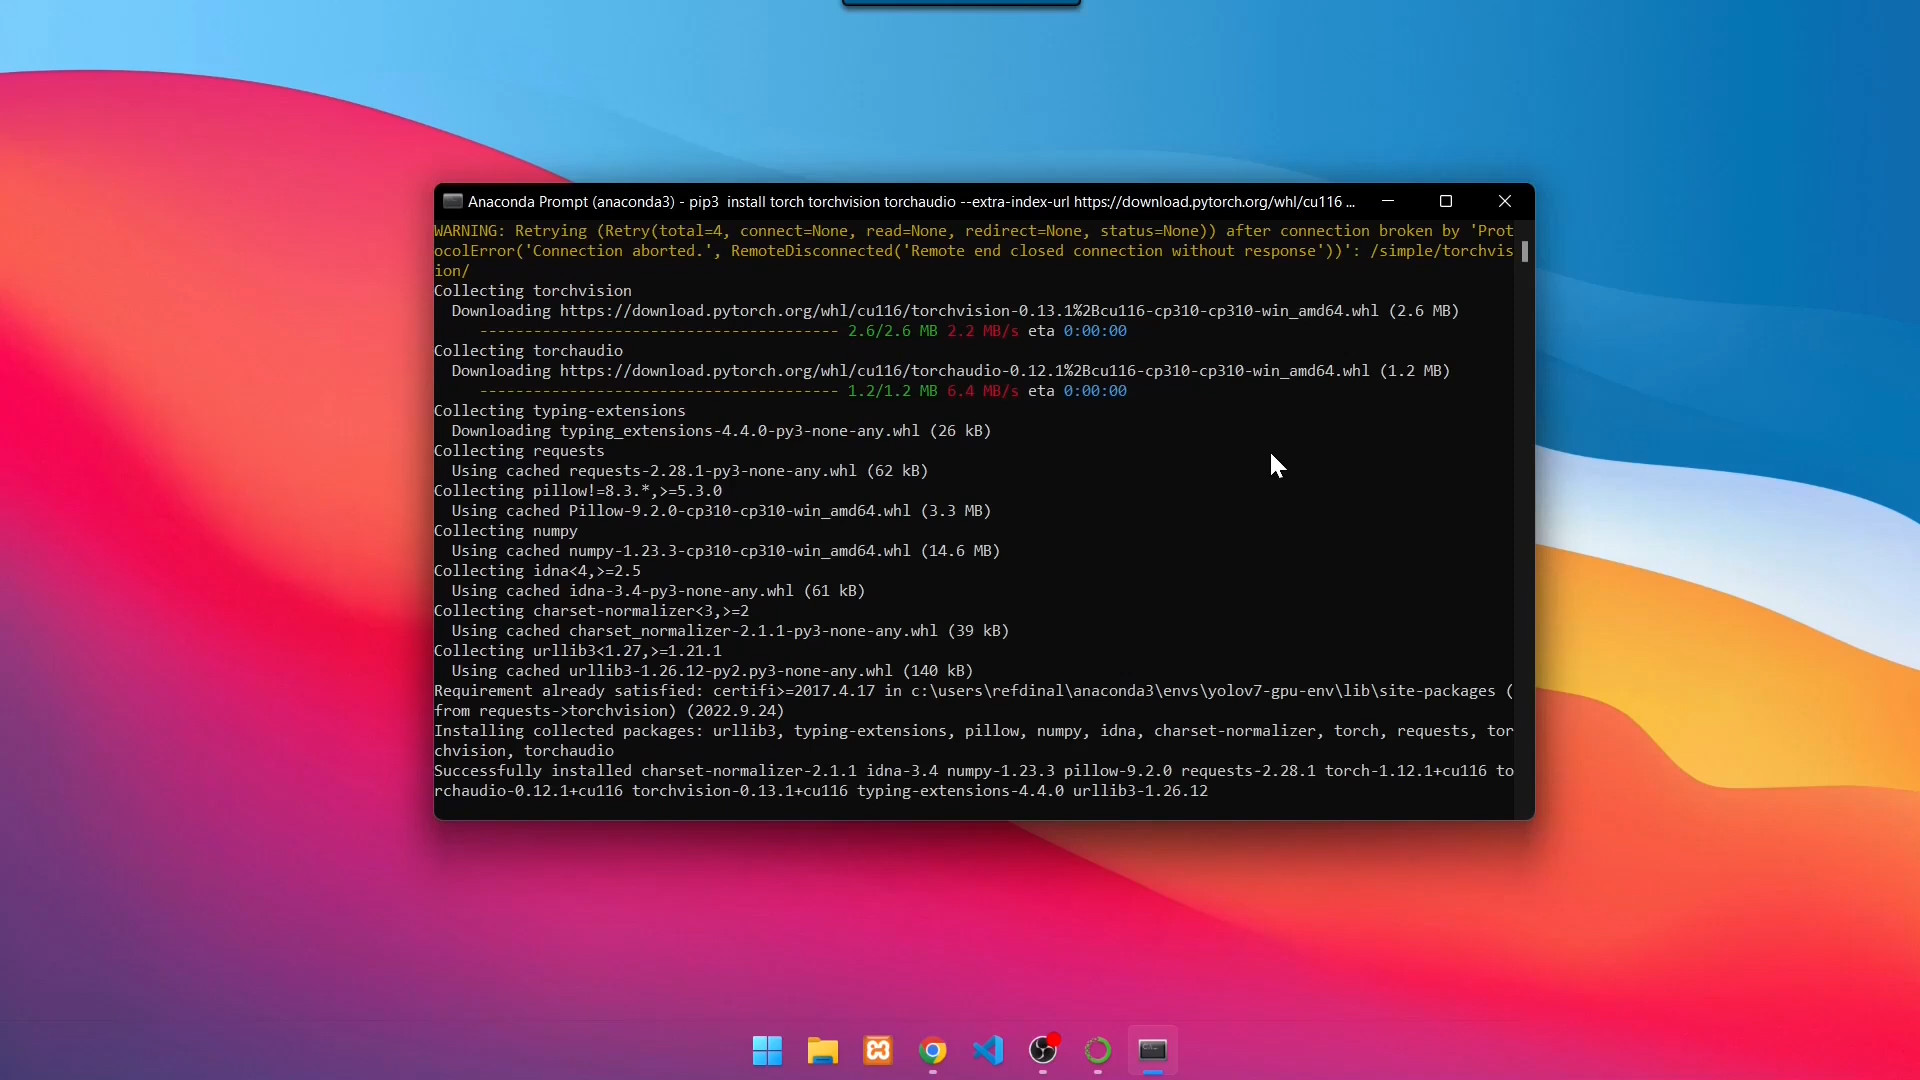 Anaconda Prompt (anaconda3) - pip3  install torch torchvision torchaudio --extra-index-url https://download.pytorch.org/whl/cu116 ...
WARNING: Retrying (Retry(total=4, connect=None, read=None, redirect=None, status=None)) after connection broken by 'Prot
ocolError('Connection aborted.', RemoteDisconnected('Remote end closed connection without response'))': /simple/torchvis
ion/
Collecting torchvision
  Downloading https://download.pytorch.org/whl/cu116/torchvision-0.13.1%2Bcu116-cp310-cp310-win_amd64.whl (2.6 MB)
     ---------------------------------------- 2.6/2.6 MB 2.2 MB/s eta 0:00:00
Collecting torchaudio
  Downloading https://download.pytorch.org/whl/cu116/torchaudio-0.12.1%2Bcu116-cp310-cp310-win_amd64.whl (1.2 MB)
     ---------------------------------------- 1.2/1.2 MB 6.4 MB/s eta 0:00:00
Collecting typing-extensions
  Downloading typing_extensions-4.4.0-py3-none-any.whl (26 kB)
Collecting requests
  Using cached requests-2.28.1-py3-none-any.whl (62 kB)
Collecting pillow!=8.3.*,>=5.3.0
  Using cached Pillow-9.2.0-cp310-cp310-win_amd64.whl (3.3 MB)
Collecting numpy
  Using cached numpy-1.23.3-cp310-cp310-win_amd64.whl (14.6 MB)
Collecting idna<4,>=2.5
  Using cached idna-3.4-py3-none-any.whl (61 kB)
Collecting charset-normalizer<3,>=2
  Using cached charset_normalizer-2.1.1-py3-none-any.whl (39 kB)
Collecting urllib3<1.27,>=1.21.1
  Using cached urllib3-1.26.12-py2.py3-none-any.whl (140 kB)
Requirement already satisfied: certifi>=2017.4.17 in c:\users\refdinal\anaconda3\envs\yolov7-gpu-env\lib\site-packages (
from requests->torchvision) (2022.9.24)
Installing collected packages: urllib3, typing-extensions, pillow, numpy, idna, charset-normalizer, torch, requests, tor
chvision, torchaudio
Successfully installed charset-normalizer-2.1.1 idna-3.4 numpy-1.23.3 pillow-9.2.0 requests-2.28.1 torch-1.12.1+cu116 to
rchaudio-0.12.1+cu116 torchvision-0.13.1+cu116 typing-extensions-4.4.0 urllib3-1.26.12